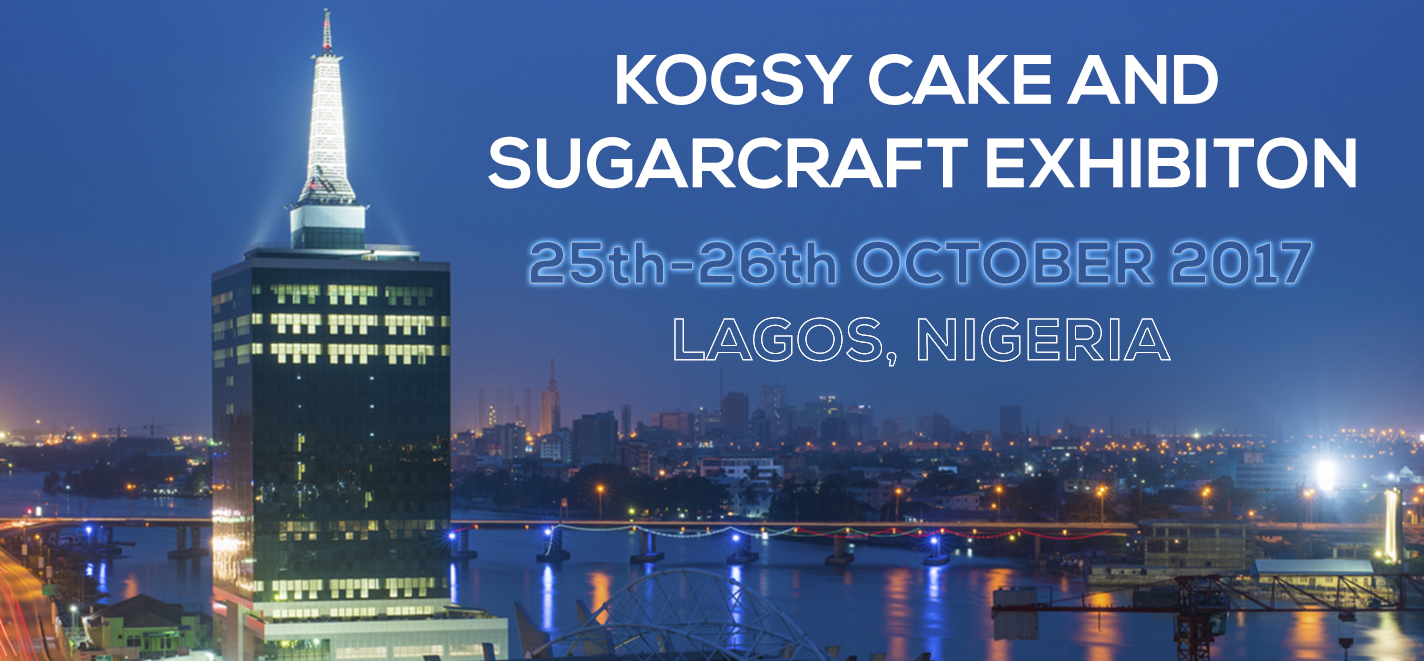 KOGSY CAKE AND
SUGARCRAFT EXHIBITON
25th-26th OCTOBER 2017
LAGOS, NIGERIA